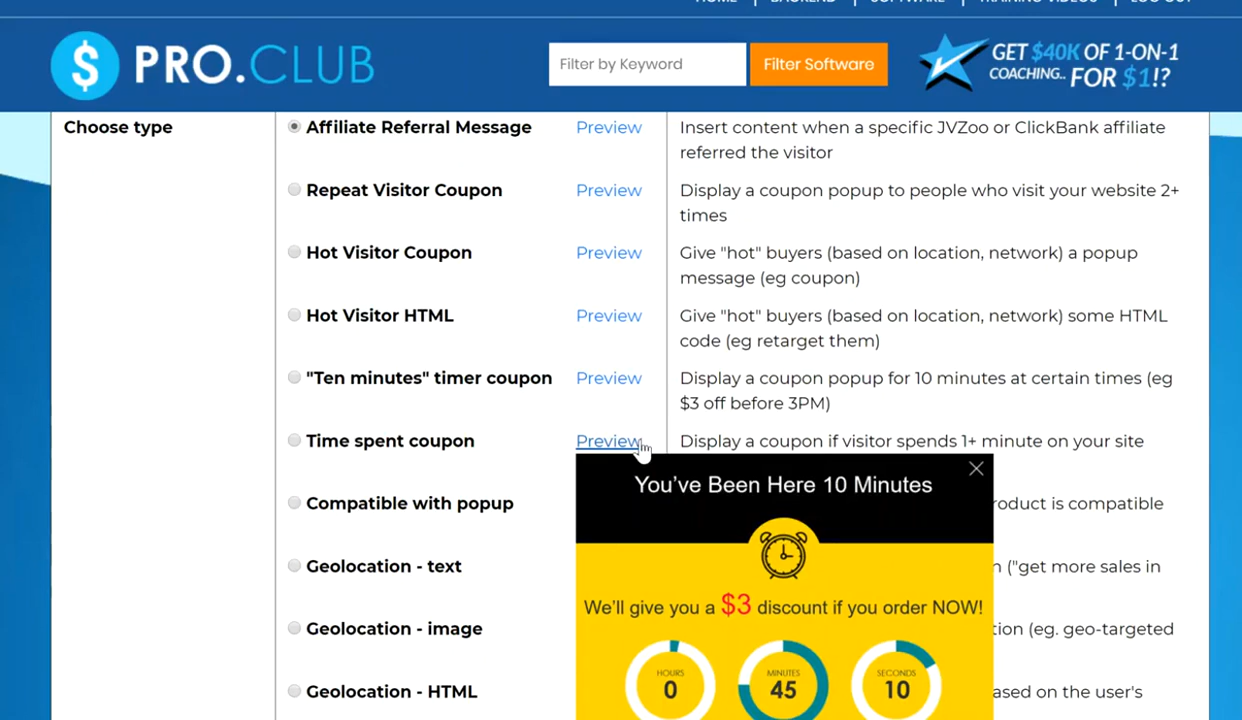 HOME | BACKEND | SOFTWARE | TRAINING VIDEOS | LOG OUT
$ PRO.CLUB
Filter by Keyword
Filter Software
GET $40K OF 1-ON-1
COACHING.. FOR $1!?
Choose type
Affiliate Referral Message Preview Insert content when a specific JVZoo or ClickBank affiliate
referred the visitor
Repeat Visitor Coupon Preview Display a coupon popup to people who visit your website 2+
times
Hot Visitor Coupon Preview Give "hot" buyers (based on location, network) a popup
message (eg coupon)
Hot Visitor HTML Preview Give "hot" buyers (based on location, network) some HTML
code (eg retarget them)
"Ten minutes" timer coupon Preview Display a coupon popup for 10 minutes at certain times (eg
$3 off before 3PM)
Time spent coupon Preview Display a coupon if visitor spends 1+ minute on your site
You've Been Here 10 Minutes
Compatible with popup roduct is compatible
Geolocation - text n ("get more sales in
We'll give you a $3 discount if you order NOW!
Geolocation - image tion (eg. geo-targeted
HOURS
0
MINUTES
45
SECONDS
10
Geolocation - HTML ased on the user's